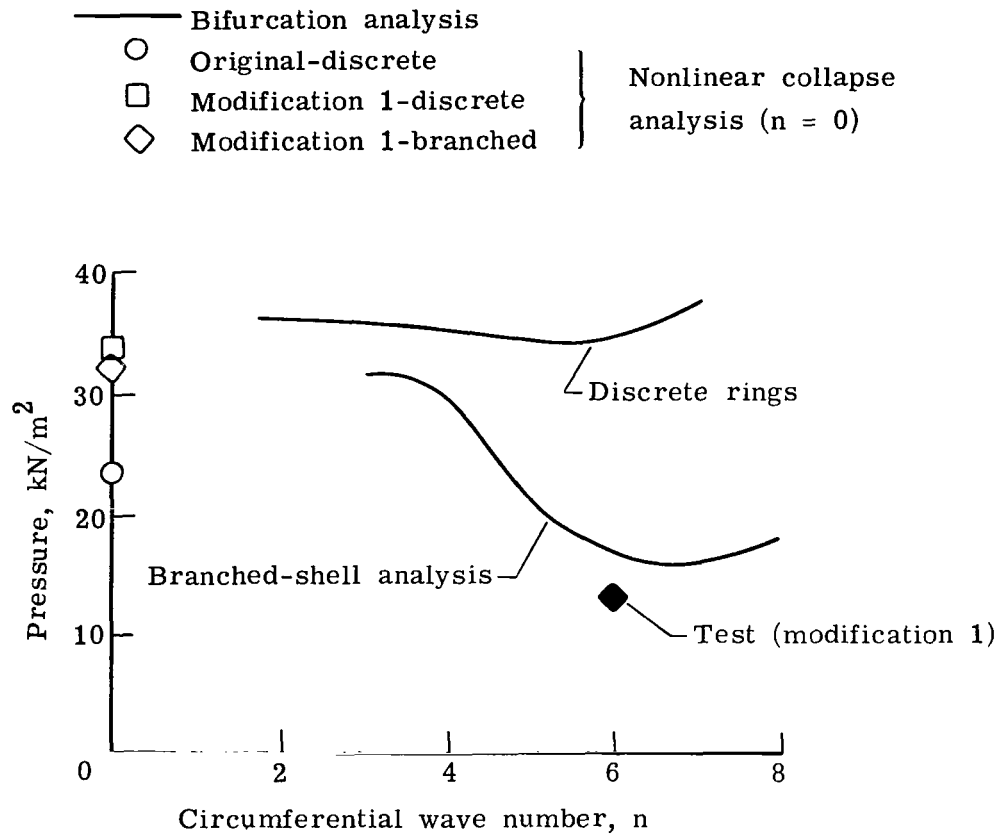 Bifurcation analysis
Original-discrete
Modification 1-discrete
Modification 1-branched
Nonlinear collapse
analysis (n = 0)
40
30
20
10
0
2
4
6
8
Pressure, kN/m²
Circumferential wave number, n
Discrete rings
Branched-shell analysis
Test (modification 1)